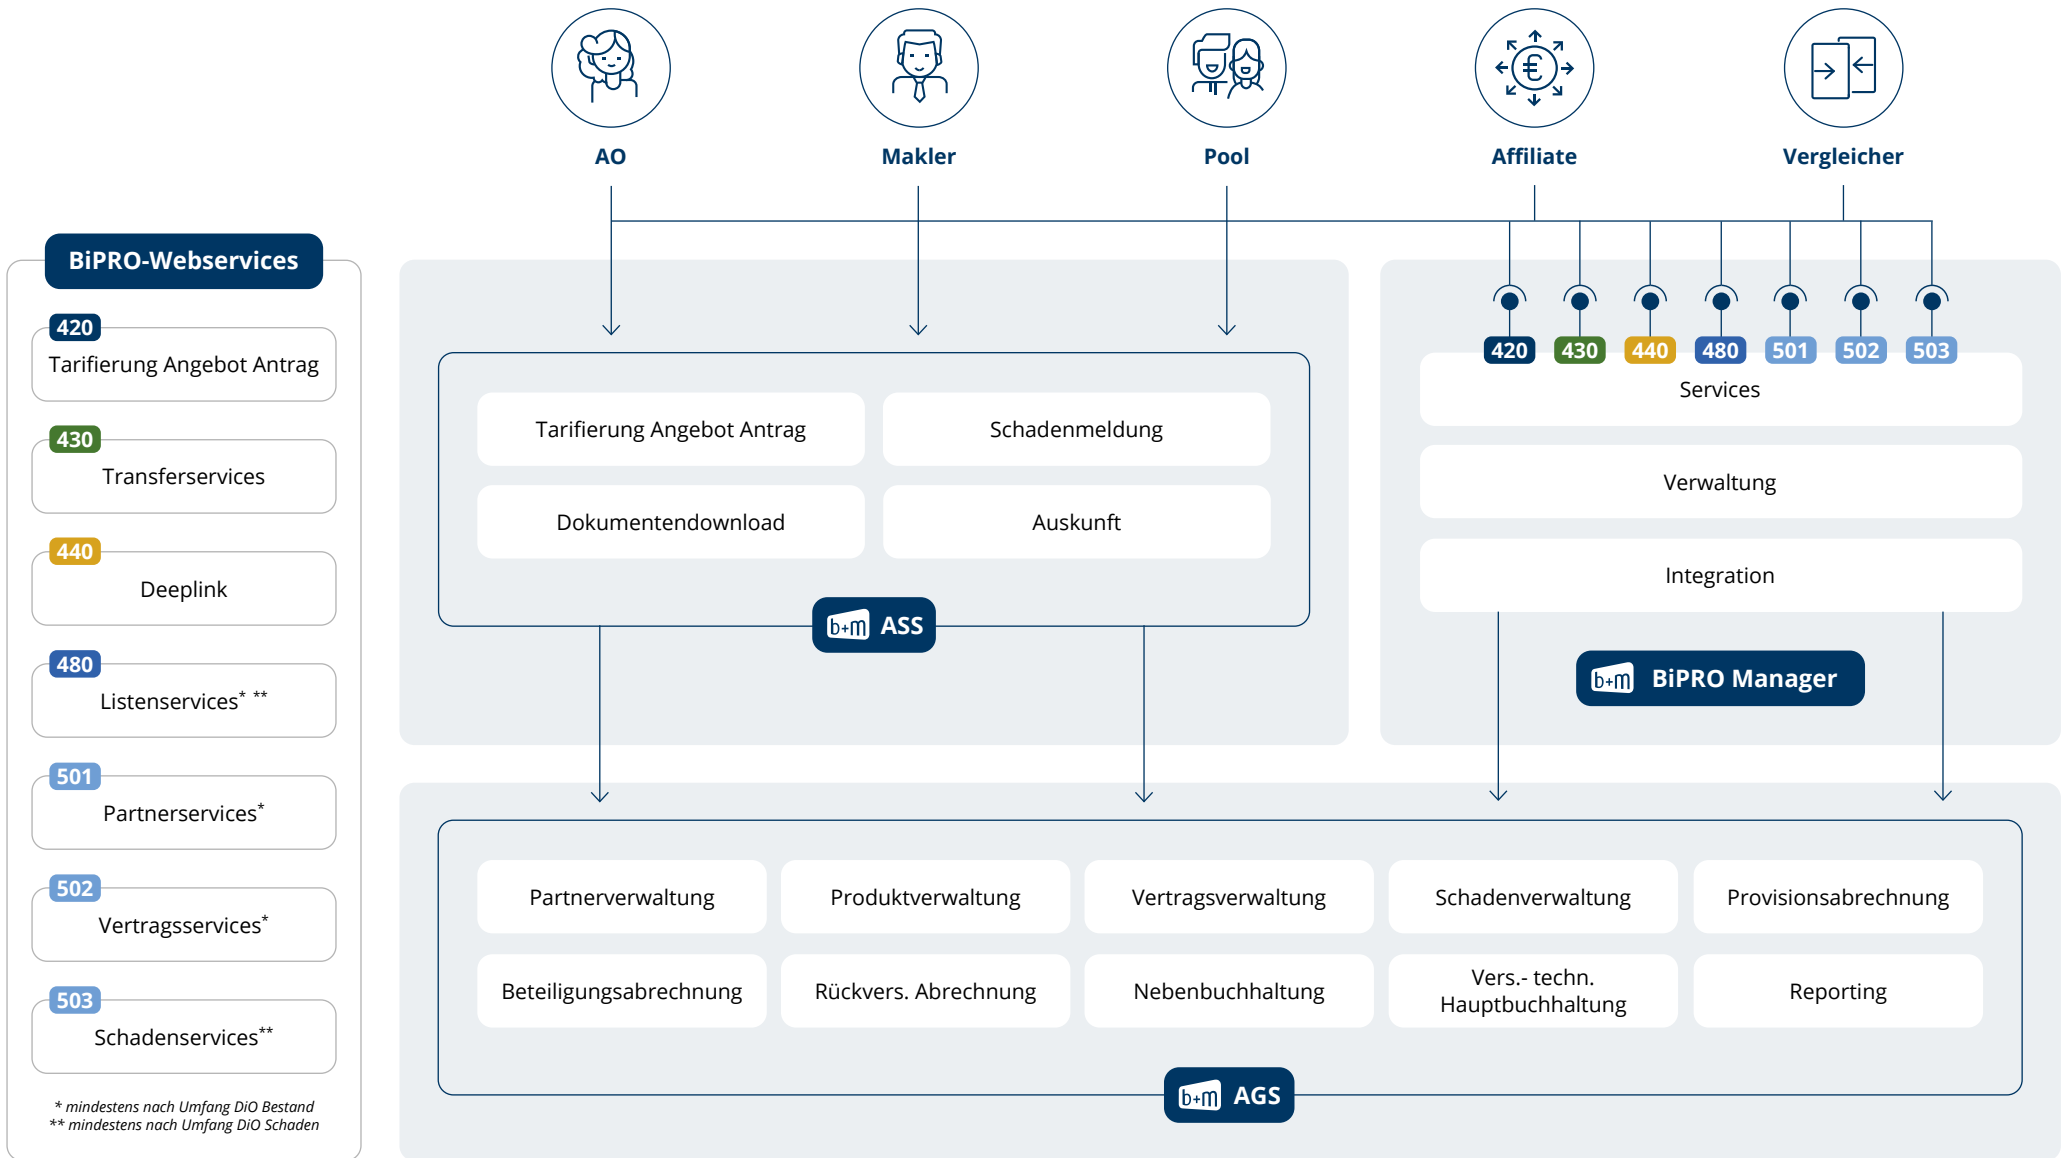 AO
Makler
Pool
Affiliate
Vergleicher
BiPRO-Webservices
420
Tarifierung Angebot Antrag
430
Transferservices
440
Deeplink
480
Listenservices* **
501
Partnerservices*
502
Vertragsservices*
503
Schadenservices**
* mindestens nach Umfang DiO Bestand
** mindestens nach Umfang DiO Schaden
Tarifierung Angebot Antrag
Schadenmeldung
Dokumentendownload
Auskunft
b+m ASS
420 430 440 480 501 502 503
Services
Verwaltung
Integration
b+m BiPRO Manager
Partnerverwaltung
Produktverwaltung
Vertragsverwaltung
Schadenverwaltung
Provisionsabrechnung
Beteiligungsabrechnung
Rückvers. Abrechnung
Nebenbuchhaltung
Vers.- techn.
Hauptbuchhaltung
Reporting
b+m AGS